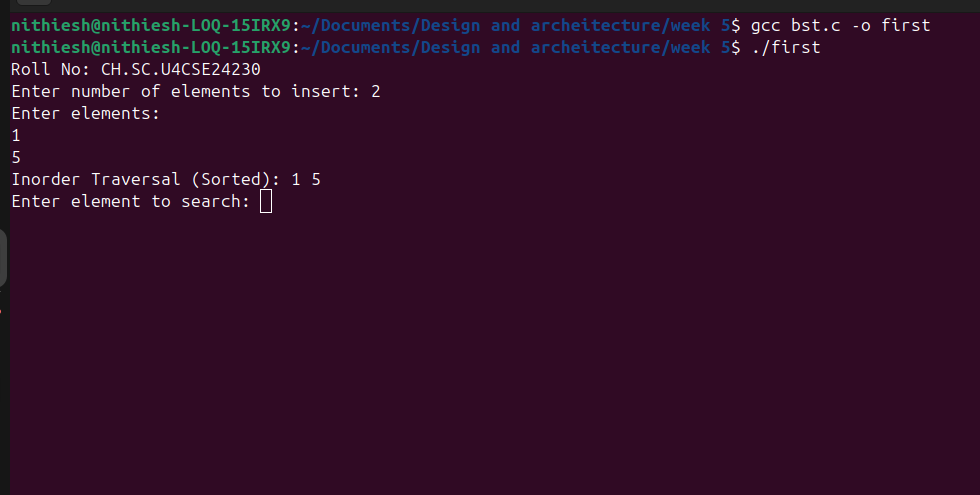 nithiesh@nithiesh-LOQ-15IRX9:~/Documents/Design and archeitecture/week 5$ gcc bst.c -o first
nithiesh@nithiesh-LOQ-15IRX9:~/Documents/Design and archeitecture/week 5$ ./first
Roll No: CH.SC.U4CSE24230
Enter number of elements to insert: 2
Enter elements:
1
5
Inorder Traversal (Sorted): 1 5
Enter element to search: